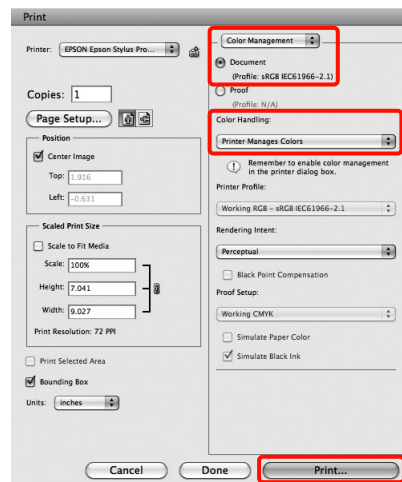 Print
Printer: EPSON Epson Stylus Pro...
Copies: 1
Page Setup...
Position
Center Image
Top: 1.916
Left: -0.631
Scaled Print Size
Scale to Fit Media
Scale: 100%
Height: 7.041
Width: 9.027
Print Resolution: 72 PPI
Print Selected Area
Bounding Box
Units: inches
Color Management
Document
(Profile: sRGB IEC61966-2.1)
Proof
(Profile: N/A)
Color Handling:
Printer Manages Colors
Remember to enable color management
in the printer dialog box.
Printer Profile:
Working RGB - sRGB IEC61966-2.1
Rendering Intent:
Perceptual
Black Point Compensation
Proof Setup:
Working CMYK
Simulate Paper Color
Simulate Black Ink
Cancel
Done
Print...